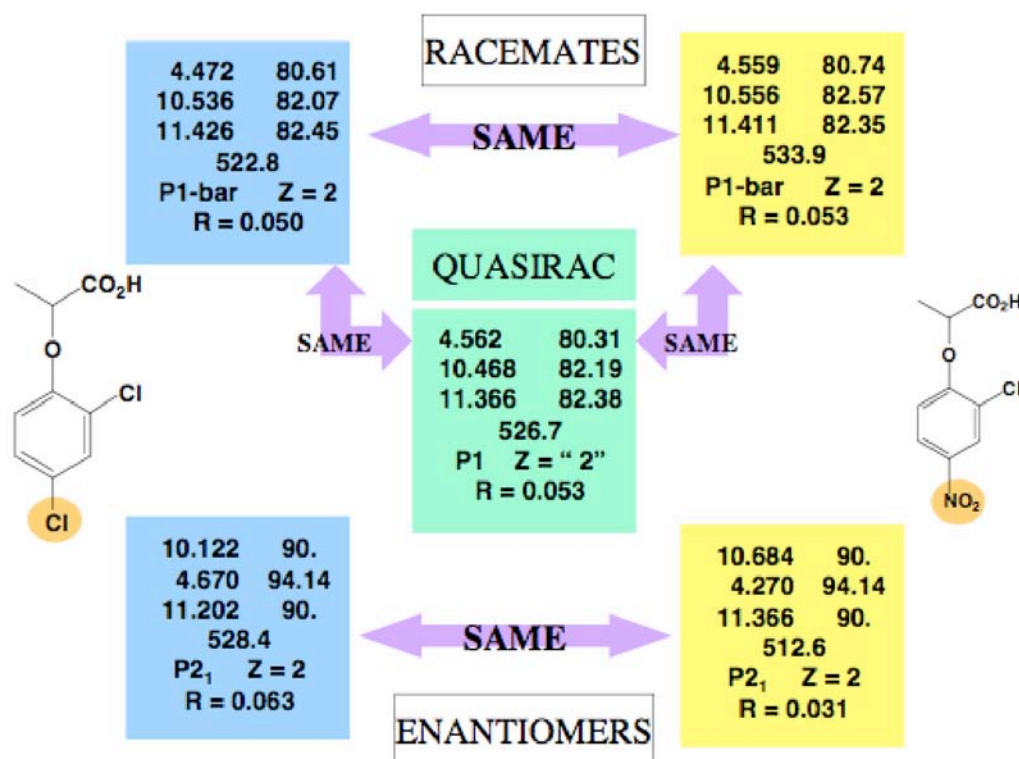 RACEMATES
4.472 80.61
10.536 82.07
11.426 82.45
522.8
P1-bar Z = 2
R = 0.050
SAME
4.559 80.74
10.556 82.57
11.411 82.35
533.9
P1-bar Z = 2
R = 0.053
QUASIRAC
SAME
4.562 80.31
10.468 82.19
11.366 82.38
526.7
P1 Z = “ 2”
R = 0.053
SAME
CO₂H
O
Cl
Cl
CO₂H
O
Cl
NO₂
10.122 90.
4.670 94.14
11.202 90.
528.4
P2₁ Z = 2
R = 0.063
SAME
10.684 90.
4.270 94.14
11.366 90.
512.6
P2₁ Z = 2
R = 0.031
ENANTIOMERS